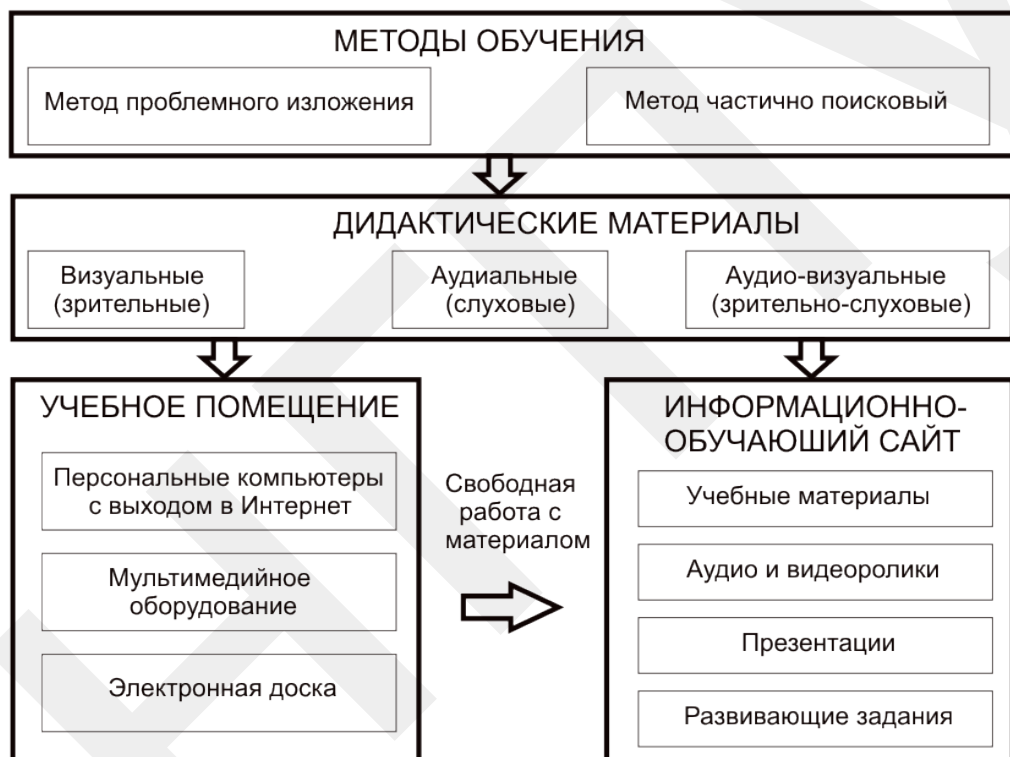 МЕТОДЫ ОБУЧЕНИЯ
Метод проблемного изложения
Метод частично поисковый
ДИДАКТИЧЕСКИЕ МАТЕРИАЛЫ
Визуальные
(зрительные)
Аудиальные
(слуховые)
Аудио-визуальные
(зрительно-слуховые)
УЧЕБНОЕ ПОМЕЩЕНИЕ
Персональные компьютеры
с выходом в Интернет
Мультимедийное
оборудование
Электронная доска
Свободная
работа с
материалом
ИНФОРМАЦИОННО-
ОБУЧАЮШИЙ САЙТ
Учебные материалы
Аудио и видеоролики
Презентации
Развивающие задания